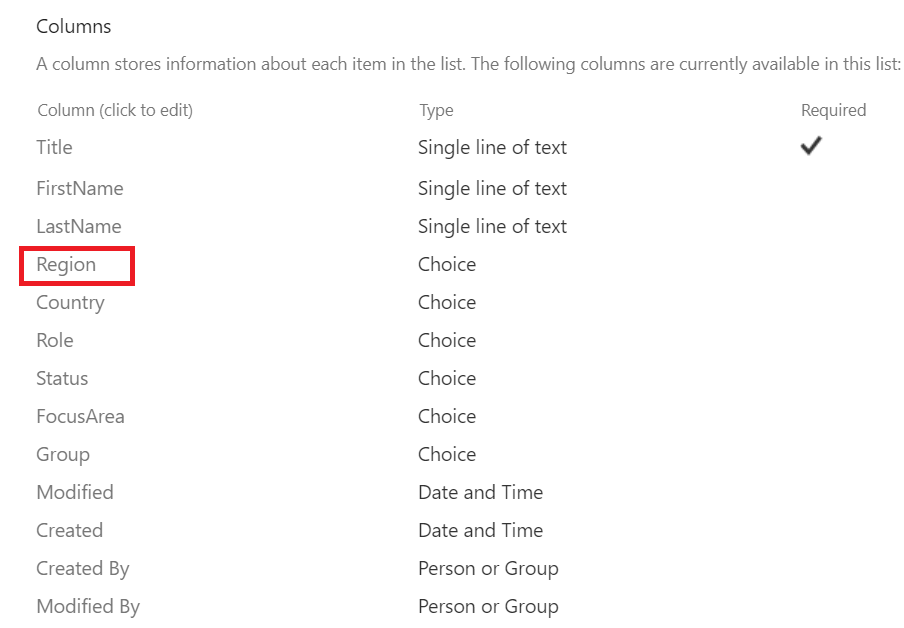 Columns
A column stores information about each item in the list. The following columns are currently available in this list:
Column (click to edit) Type Required
Title Single line of text
FirstName Single line of text
LastName Single line of text
Region Choice
Country Choice
Role Choice
Status Choice
FocusArea Choice
Group Choice
Modified Date and Time
Created Date and Time
Created By Person or Group
Modified By Person or Group